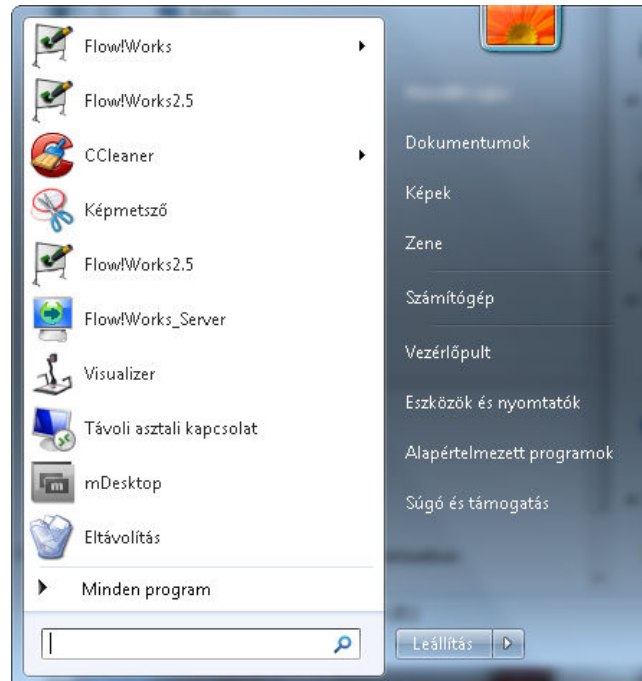 Flow!Works
Flow!Works2.5
CCleaner
Képmetsző
Flow!Works2.5
Flow!Works_Server
Visualizer
Távoli asztali kapcsolat
mDesktop
Eltávolítás
Minden program
Dokumentumok
Képek
Zene
Számítógép
Vezérlőpult
Eszközök és nyomtatók
Alapértelmezett programok
Súgó és támogatás
Leállítás